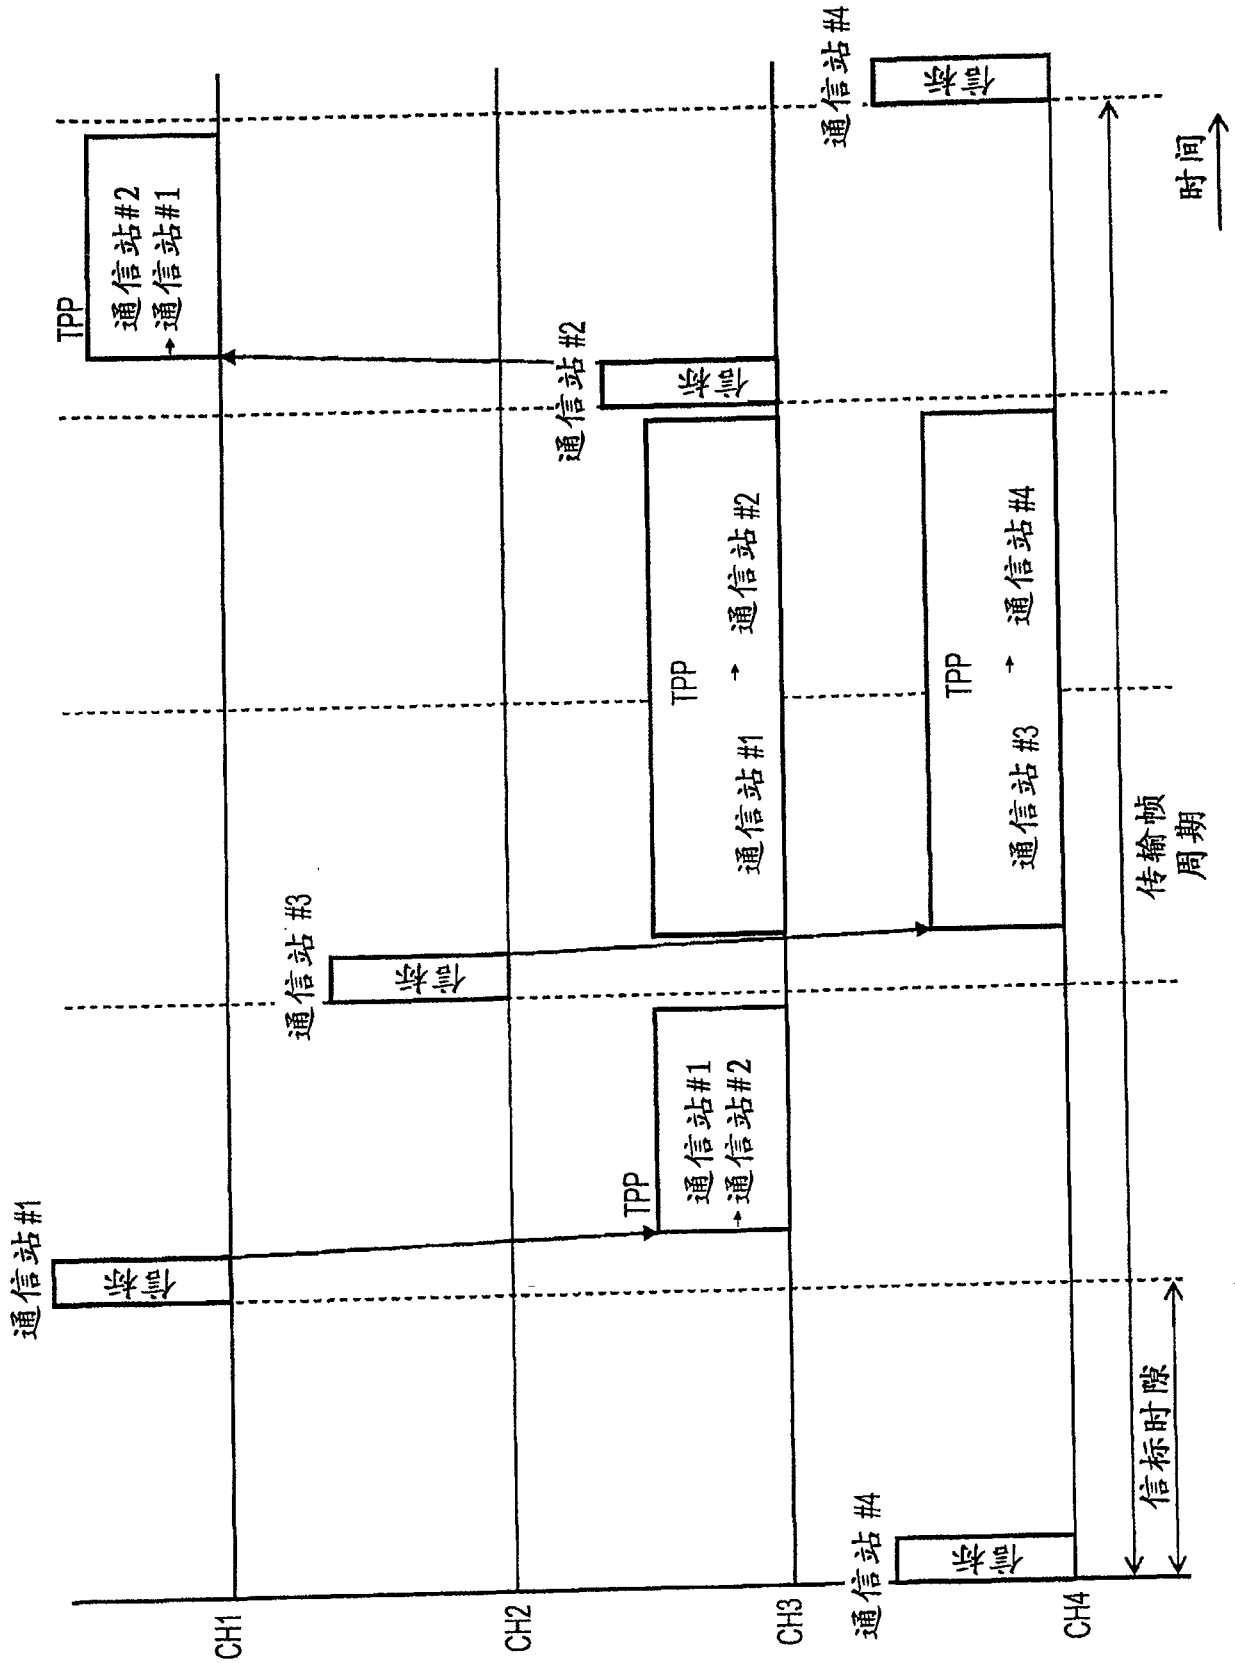 通信站#1
信标
TPP
通信站#2
→通信站#1
CH1
通信站#3
信标
CH2
TPP
通信站#1
→通信站#2
TPP
通信站#1 → 通信站#2
通信站#2
信标
CH3
通信站#4
信标
TPP
通信站#3 → 通信站#4
通信站#4
信标
CH4
信标时隙
传输帧
周期
时间